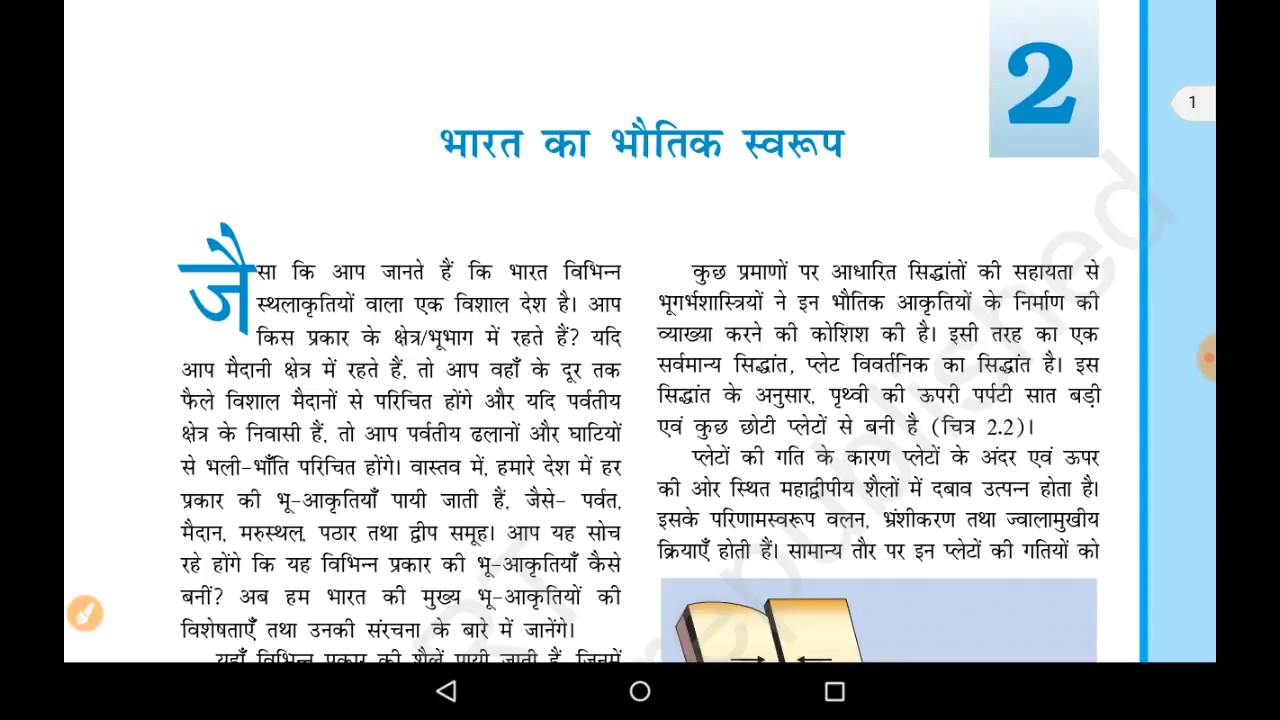 2
1
भारत का भौतिक स्वरूप
जैसा कि आप जानते हैं कि भारत विभिन्न
स्थलाकृतियों वाला एक विशाल देश है। आप
किस प्रकार के क्षेत्र/भूभाग में रहते हैं? यदि
आप मैदानी क्षेत्र में रहते हैं, तो आप वहाँ के दूर तक
फैले विशाल मैदानों से परिचित होंगे और यदि पर्वतीय
क्षेत्र के निवासी हैं, तो आप पर्वतीय ढलानों और घाटियों
से भली-भाँति परिचित होंगे। वास्तव में, हमारे देश में हर
प्रकार की भू-आकृतियाँ पायी जाती हैं, जैसे– पर्वत,
मैदान, मरुस्थल, पठार तथा द्वीप समूह। आप यह सोच
रहे होंगे कि यह विभिन्न प्रकार की भू-आकृतियाँ कैसे
बनीं? अब हम भारत की मुख्य भू-आकृतियों की
विशेषताएँ तथा उनकी संरचना के बारे में जानेंगे।
यहाँ विभिन्न प्रकार की शैलें पायी जाती हैं, जिनमें
कुछ प्रमाणों पर आधारित सिद्धांतों की सहायता से
भूगर्भशास्त्रियों ने इन भौतिक आकृतियों के निर्माण की
व्याख्या करने की कोशिश की है। इसी तरह का एक
सर्वमान्य सिद्धांत, प्लेट विवर्तनिक का सिद्धांत है। इस
सिद्धांत के अनुसार, पृथ्वी की ऊपरी पर्पटी सात बड़ी
एवं कुछ छोटी प्लेटों से बनी है (चित्र 2.2)।
प्लेटों की गति के कारण प्लेटों के अंदर एवं ऊपर
की ओर स्थित महाद्वीपीय शैलों में दबाव उत्पन्न होता है।
इसके परिणामस्वरूप वलन, भ्रंशीकरण तथा ज्वालामुखीय
क्रियाएँ होती हैं। सामान्य तौर पर इन प्लेटों की गतियों को